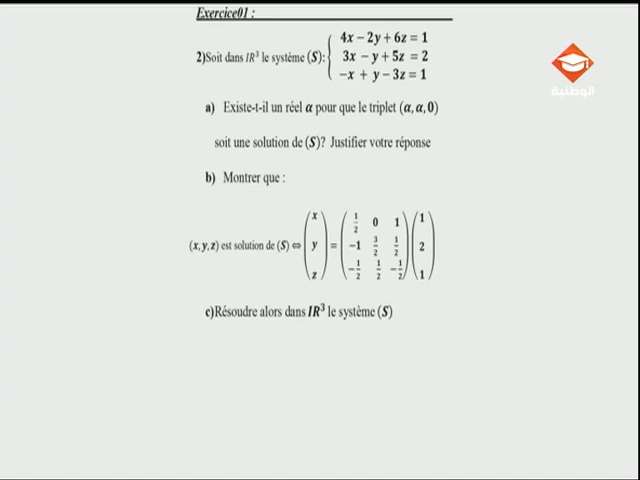 Exercice01 :
2)Soit dans IR³ le système (S): { 4x − 2y + 6z = 1
3x − y + 5z = 2
−x + y − 3z = 1
a) Existe-t-il un réel α pour que le triplet (α, α, 0)
soit une solution de (S)? Justifier votre réponse
b) Montrer que :
(x, y, z) est solution de (S) ⇔ (x y z) = (1/2 0 1 −1 3/2 1/2 −1/2 1/2 −1/2) (1 2 1)
c)Résoudre alors dans IR³ le système (S)
الوطنية